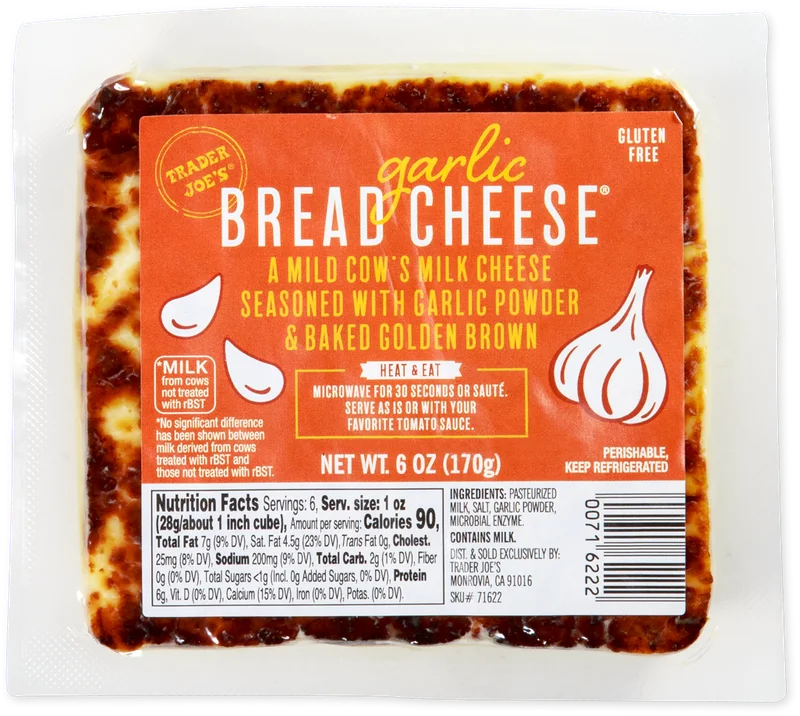 TRADER
JOE'S®
garlic
BREAD CHEESE®
GLUTEN
FREE
A MILD COW'S MILK CHEESE
SEASONED WITH GARLIC POWDER
& BAKED GOLDEN BROWN
HEAT & EAT
MICROWAVE FOR 30 SECONDS OR SAUTÉ.
SERVE AS IS OR WITH YOUR
FAVORITE TOMATO SAUCE.
*MILK
from cows
not treated
with rBST
*No significant difference
has been shown between
milk derived from cows
treated with rBST and
those not treated with rBST.
NET WT. 6 OZ (170g)
PERISHABLE,
KEEP REFRIGERATED
Nutrition Facts Servings: 6, Serv. size: 1 oz
(28g/about 1 inch cube), Amount per serving: Calories 90,
Total Fat 7g (9% DV), Sat. Fat 4.5g (23% DV), Trans Fat 0g, Cholest.
25mg (8% DV), Sodium 200mg (9% DV), Total Carb. 2g (1% DV), Fiber
0g (0% DV), Total Sugars <1g (Incl. 0g Added Sugars, 0% DV), Protein
6g, Vit. D (0% DV), Calcium (15% DV), Iron (0% DV), Potas. (0% DV).
INGREDIENTS: PASTEURIZED
MILK, SALT, GARLIC POWDER,
MICROBIAL ENZYME.
CONTAINS MILK.
DIST. & SOLD EXCLUSIVELY BY:
TRADER JOE'S
MONROVIA, CA 91016
SKU# 71622
0071 6222